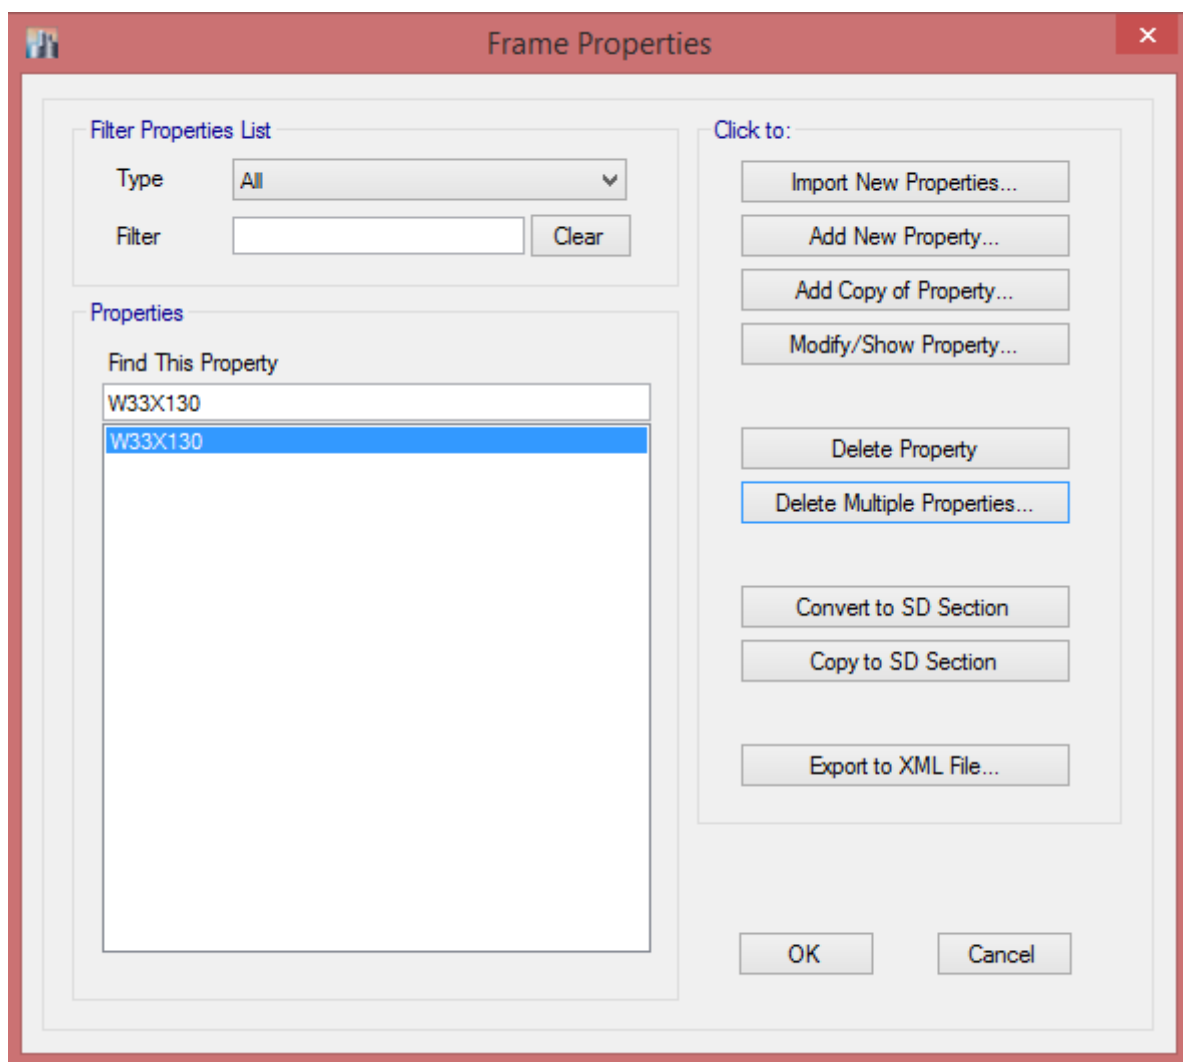 Frame Properties
Filter Properties List
Type
All
Filter
Clear
Properties
Find This Property
W33X130
W33X130
Click to:
Import New Properties...
Add New Property...
Add Copy of Property...
Modify/Show Property...
Delete Property
Delete Multiple Properties...
Convert to SD Section
Copy to SD Section
Export to XML File...
OK
Cancel